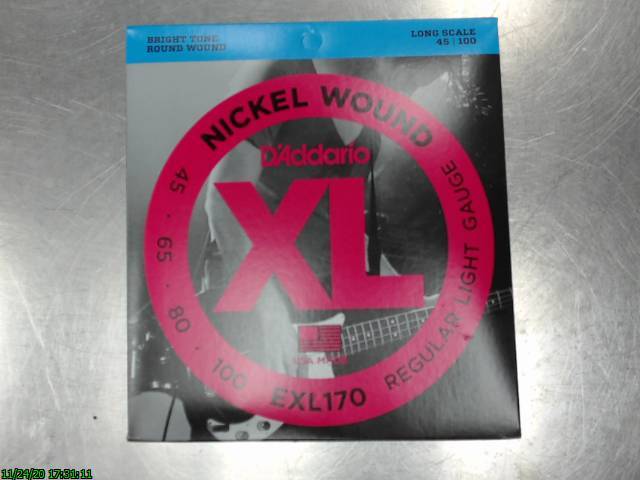 BRIGHT TONE
ROUND WOUND
LONG SCALE
45 | 100
NICKEL WOUND
D'Addario
XL
45 · 65 · 80 · 100
EXL170
REGULAR LIGHT GAUGE
USA MADE
11/24/20 17:31:11